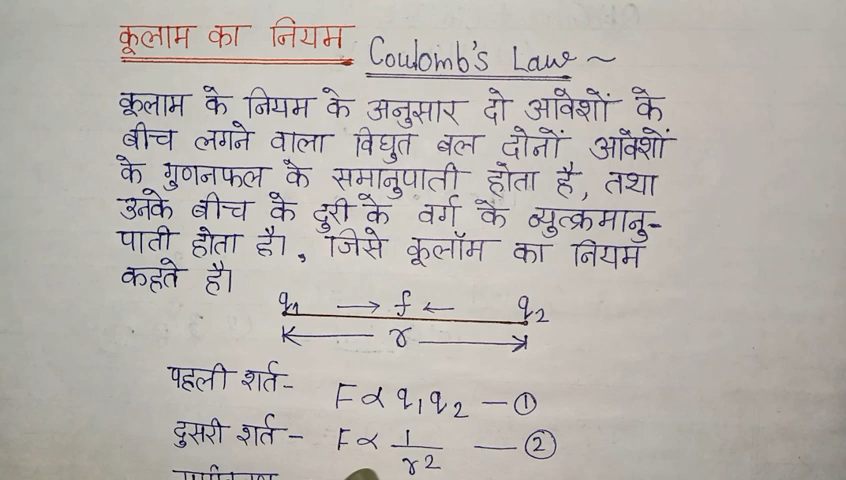 कूलाम का नियम Coulomb's Law ~
कूलाम के नियम के अनुसार दो आवेशों के
बीच लगने वाला विघुत बल दोनों आवेशों
के गुणनफल के समानुपाती होता है, तथा
उनके बीच के दुरी के वर्ग के व्युत्क्रमानु-
पाती होता है।, जिसे कूलॉम का नियम
कहते है।
q₁ → f ← q₂
r
पहली शर्त- F ∝ q₁q₂ — ①
दुसरी शर्त - F ∝ 1/r2 — ②